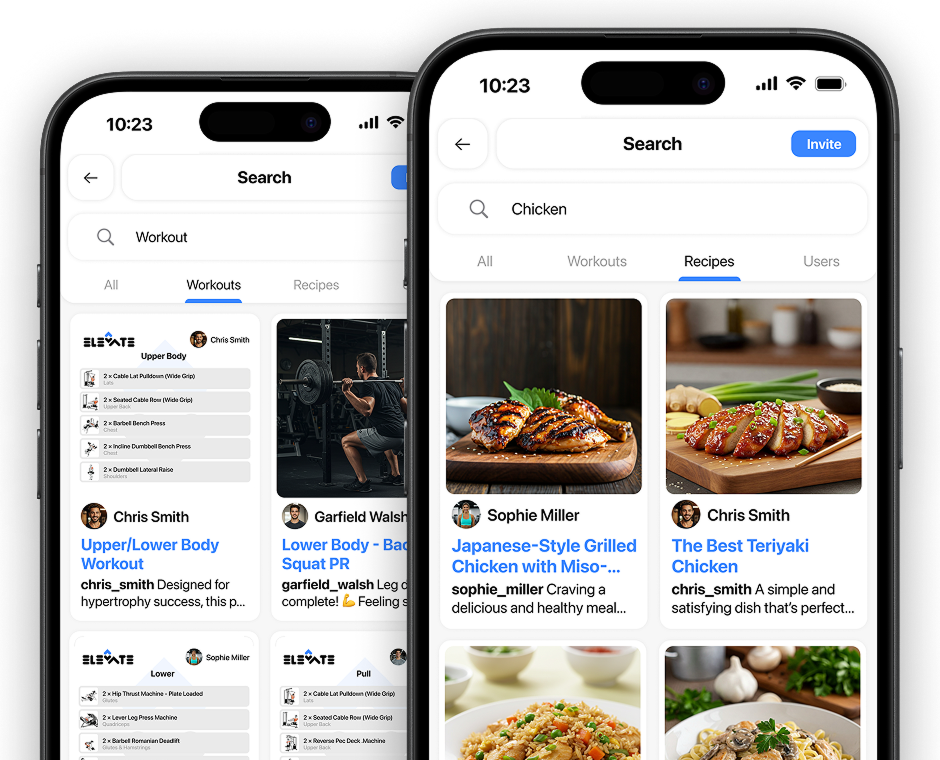 10:23
Search
Workout
All Workouts Recipes
ELEVATE Chris Smith
Upper Body
2 × Cable Lat Pulldown (Wide Grip)
Lats
2 × Seated Cable Row (Wide Grip)
Upper Back
2 × Barbell Bench Press
Chest
2 × Incline Dumbbell Bench Press
Chest
2 × Dumbbell Lateral Raise
Shoulders
Chris Smith
Upper/Lower Body
Workout
chris_smith Designed for
hypertrophy success, this p...
Garfield Walsh
Lower Body - Bac
Squat PR
garfield_walsh Leg d
complete! 💪 Feeling s
ELEVATE Sophie Miller
Lower
2 × Hip Thrust Machine - Plate Loaded
Glutes
2 × Lever Leg Press Machine
Quadriceps
2 × Barbell Romanian Deadlift
Glutes & Hamstrings
ELEVATE
Pull
2 × Cable Lat Pulldown (Wide Grip)
Lats
2 × Seated Cable Row (Wide Grip)
Upper Back
2 × Reverse Pec Deck .Machine
Upper Back
10:23
Search
Invite
Chicken
All Workouts Recipes Users
Sophie Miller
Japanese-Style Grilled
Chicken with Miso-...
sophie_miller Craving a
delicious and healthy meal...
Chris Smith
The Best Teriyaki
Chicken
chris_smith A simple and
satisfying dish that's perfect...